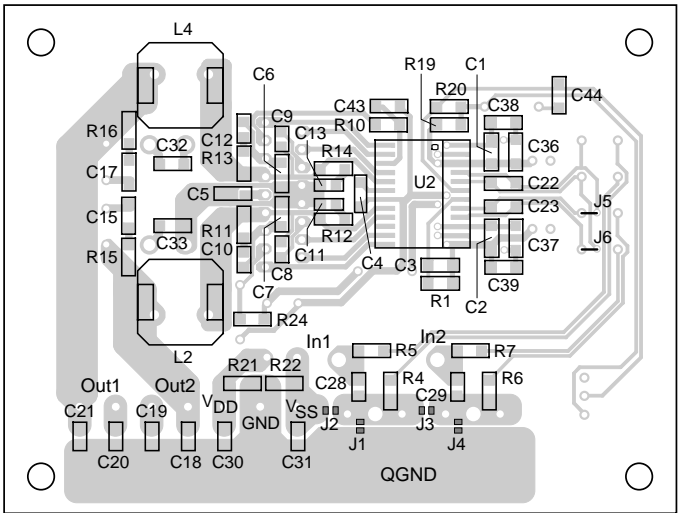 L4
C6
R19
C1
R20
C44
C9
C43
C38
R16
C12
C13
R10
C32
R13
R14
C36
C17
U2
C22
C5
J5
C23
C15
R11
R12
C33
C37
J6
R15
C10
C11
C4
C3
C7
C8
C39
R1
C2
L2
R24
In1
In2
R5
R7
R21
R22
Out1
Out2
C28
R4
C29
R6
VDD
VSS
C21
C19
GND
J2
J3
J1
J4
C20
C18
C30
C31
QGND